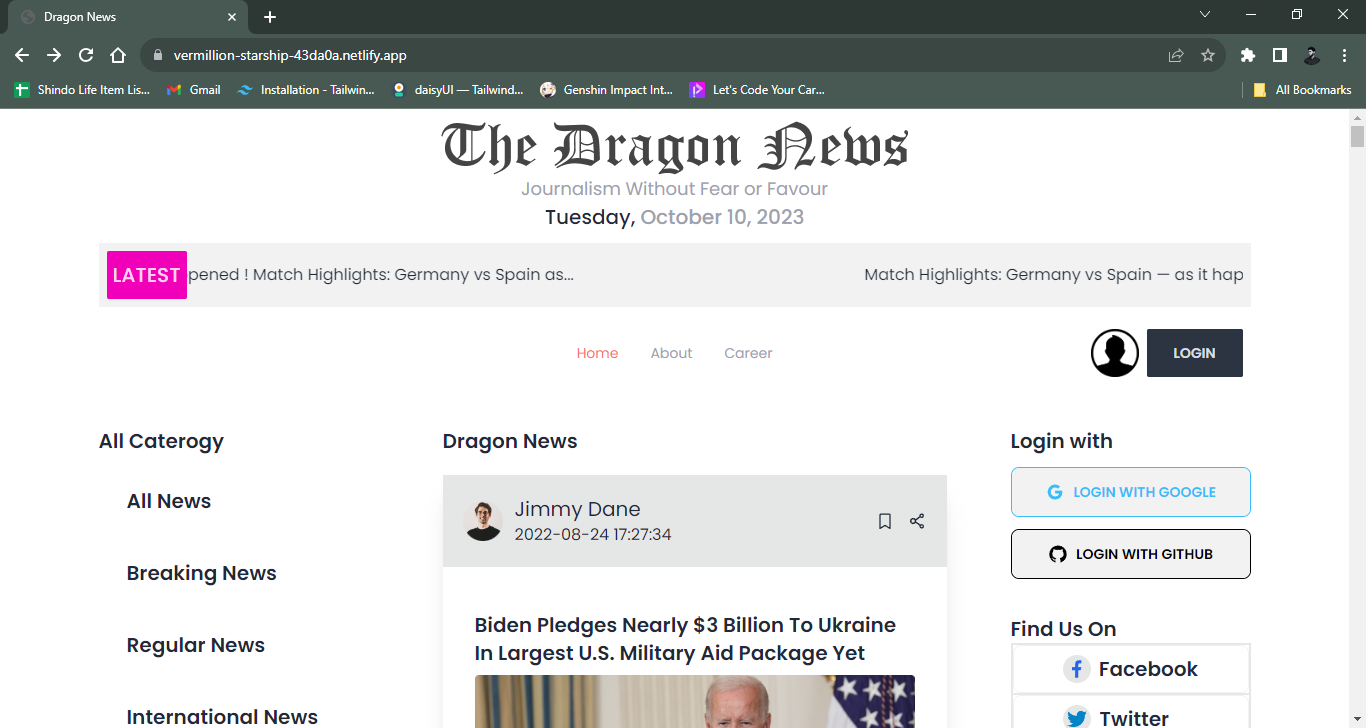 Dragon News
vermillion-starship-43da0a.netlify.app
Shindo Life Item Lis...
Gmail
Installation - Tailwin...
daisyUI — Tailwind...
Genshin Impact Int...
Let's Code Your Car...
All Bookmarks
The Dragon News
Journalism Without Fear or Favour
Tuesday, October 10, 2023
LATEST
pened ! Match Highlights: Germany vs Spain as...
Match Highlights: Germany vs Spain — as it hap
Home
About
Career
LOGIN
All Caterogy
All News
Breaking News
Regular News
International News
Dragon News
Jimmy Dane
2022-08-24 17:27:34
Biden Pledges Nearly $3 Billion To Ukraine
In Largest U.S. Military Aid Package Yet
Login with
LOGIN WITH GOOGLE
LOGIN WITH GITHUB
Find Us On
Facebook
Twitter